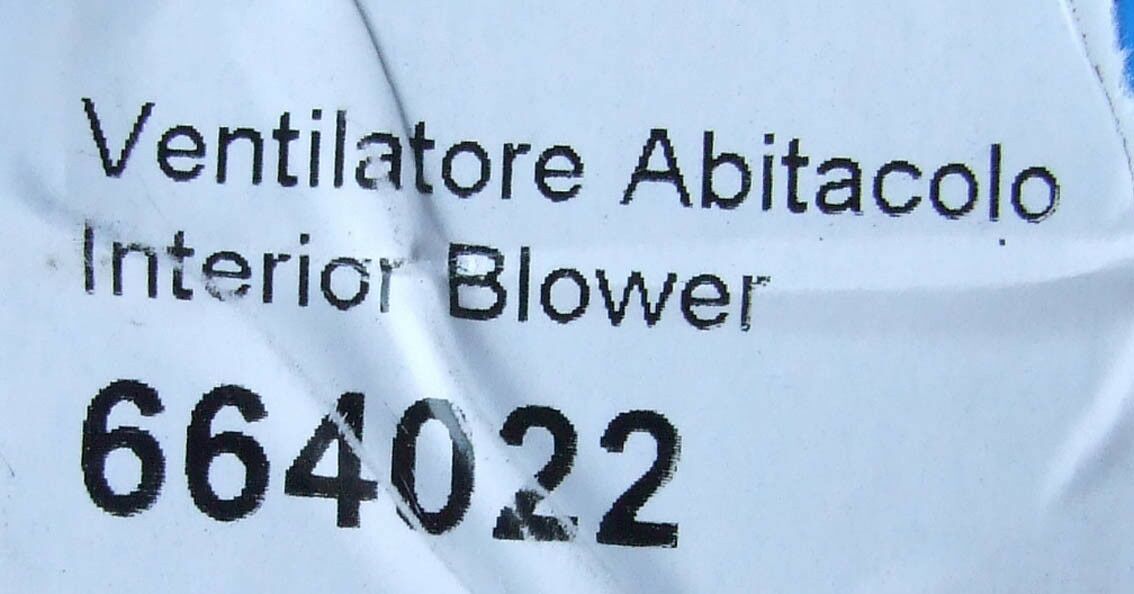 Ventilatore Abitacolo
Interior Blower
664022